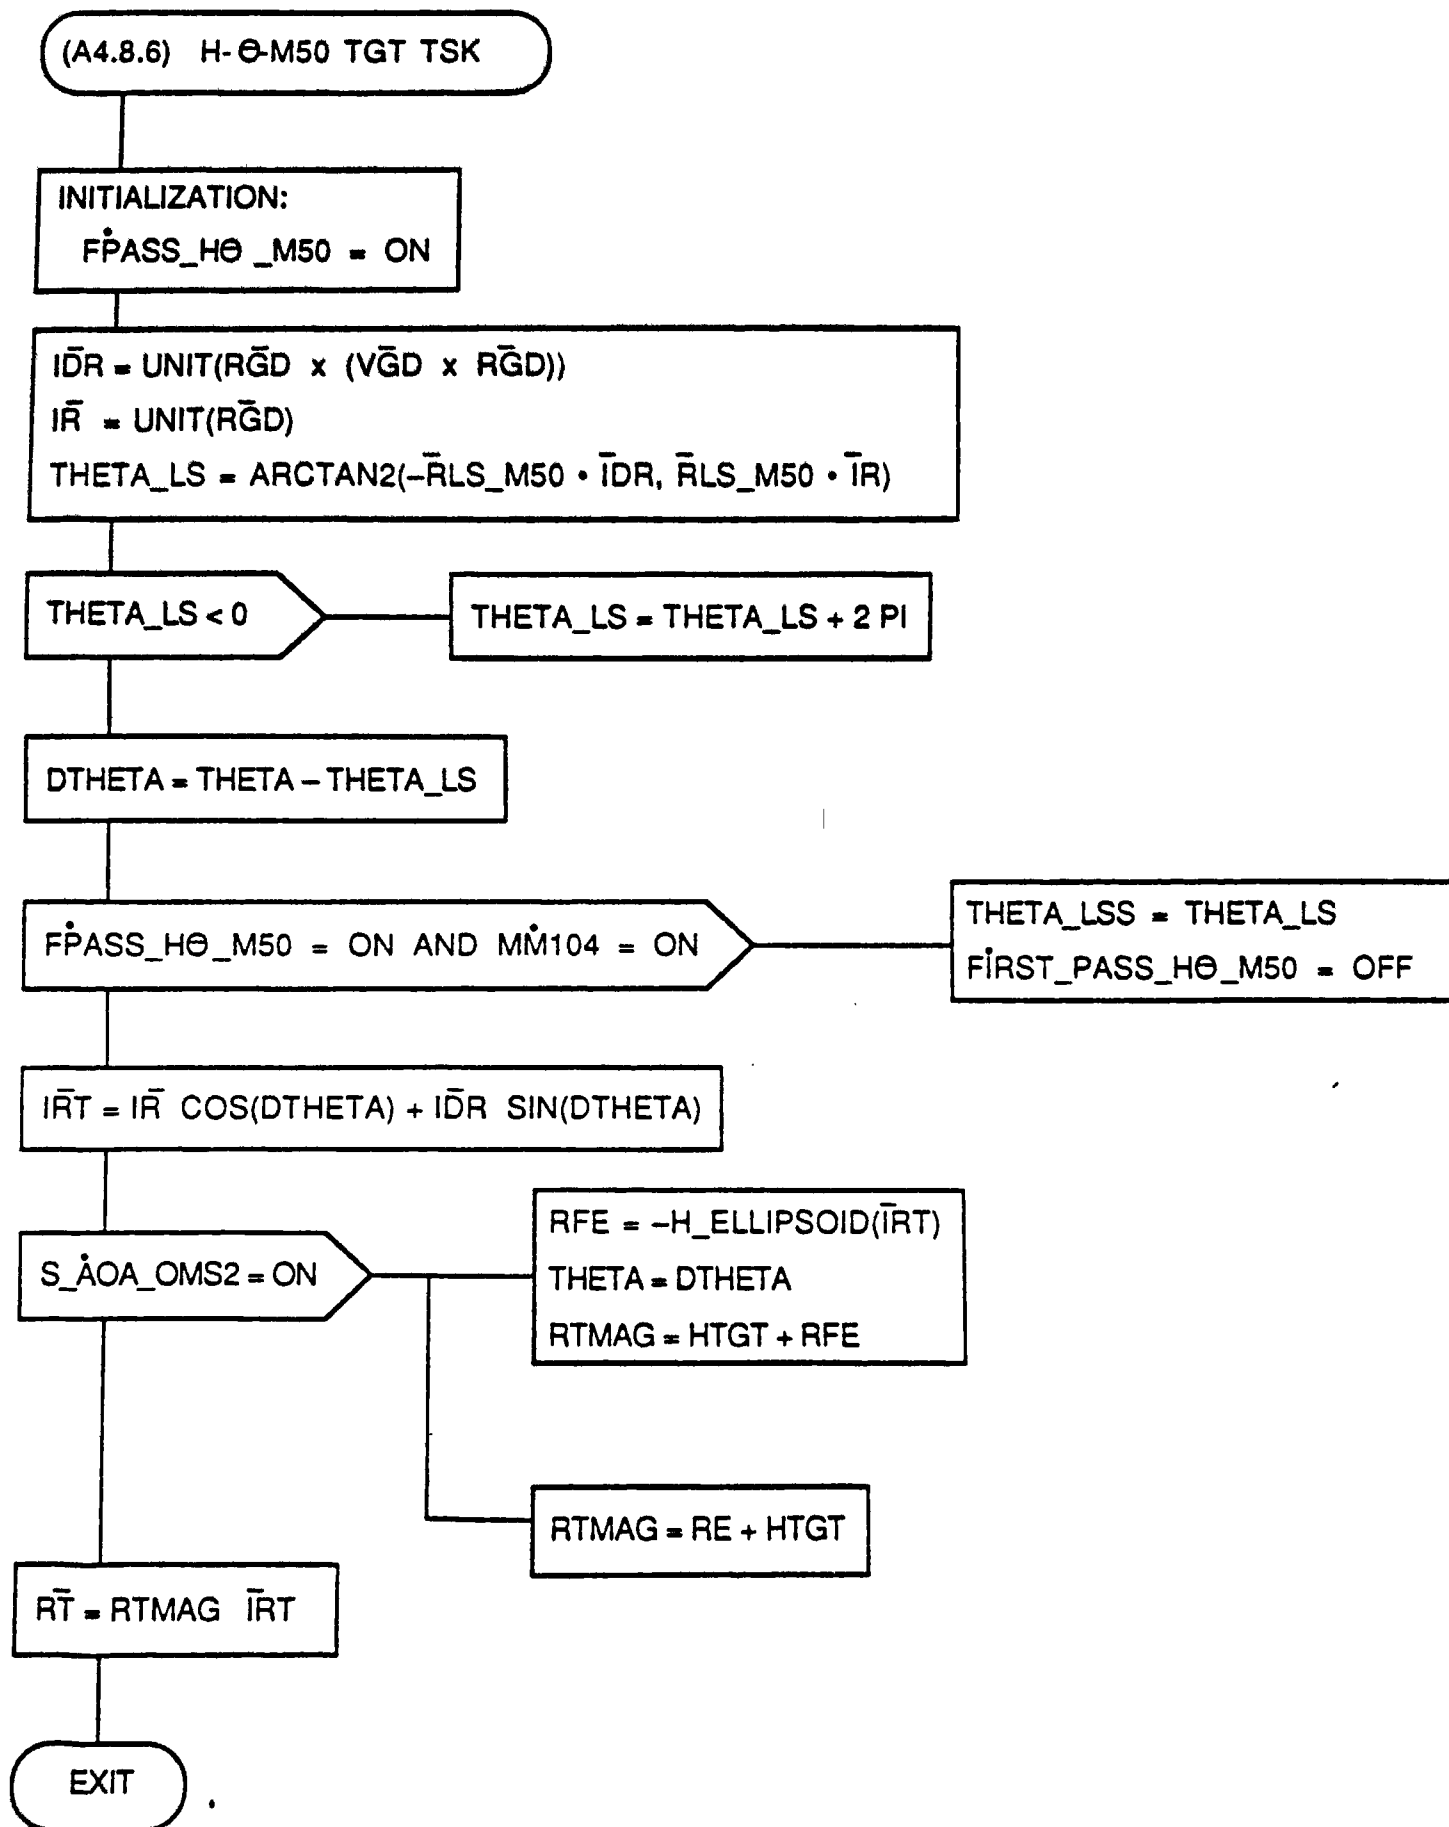 (A4.8.6) H-Θ-M50 TGT TSK
INITIALIZATION:
FṖASS_HΘ_M50 = ON
ID̄R = UNIT(RḠD x (VḠD x RḠD))
IR̄ = UNIT(RḠD)
THETA_LS = ARCTAN2(–R̄LS_M50 • ĪDR, R̄LS_M50 • ĪR)
THETA_LS < 0
THETA_LS = THETA_LS + 2 PI
DTHETA = THETA – THETA_LS
FṖASS_HΘ_M50 = ON AND MṀ104 = ON
THETA_LSS = THETA_LS
FİRST_PASS_HΘ_M50 = OFF
IR̄T = IR̄ COS(DTHETA) + ID̄R SIN(DTHETA)
S_ȦOA_OMS2 = ON
RFE = –H_ELLIPSOID(ĪRT)
THETA = DTHETA
RTMAG = HTGT + RFE
RTMAG = RE + HTGT
RT̄ = RTMAG ĪRT
EXIT